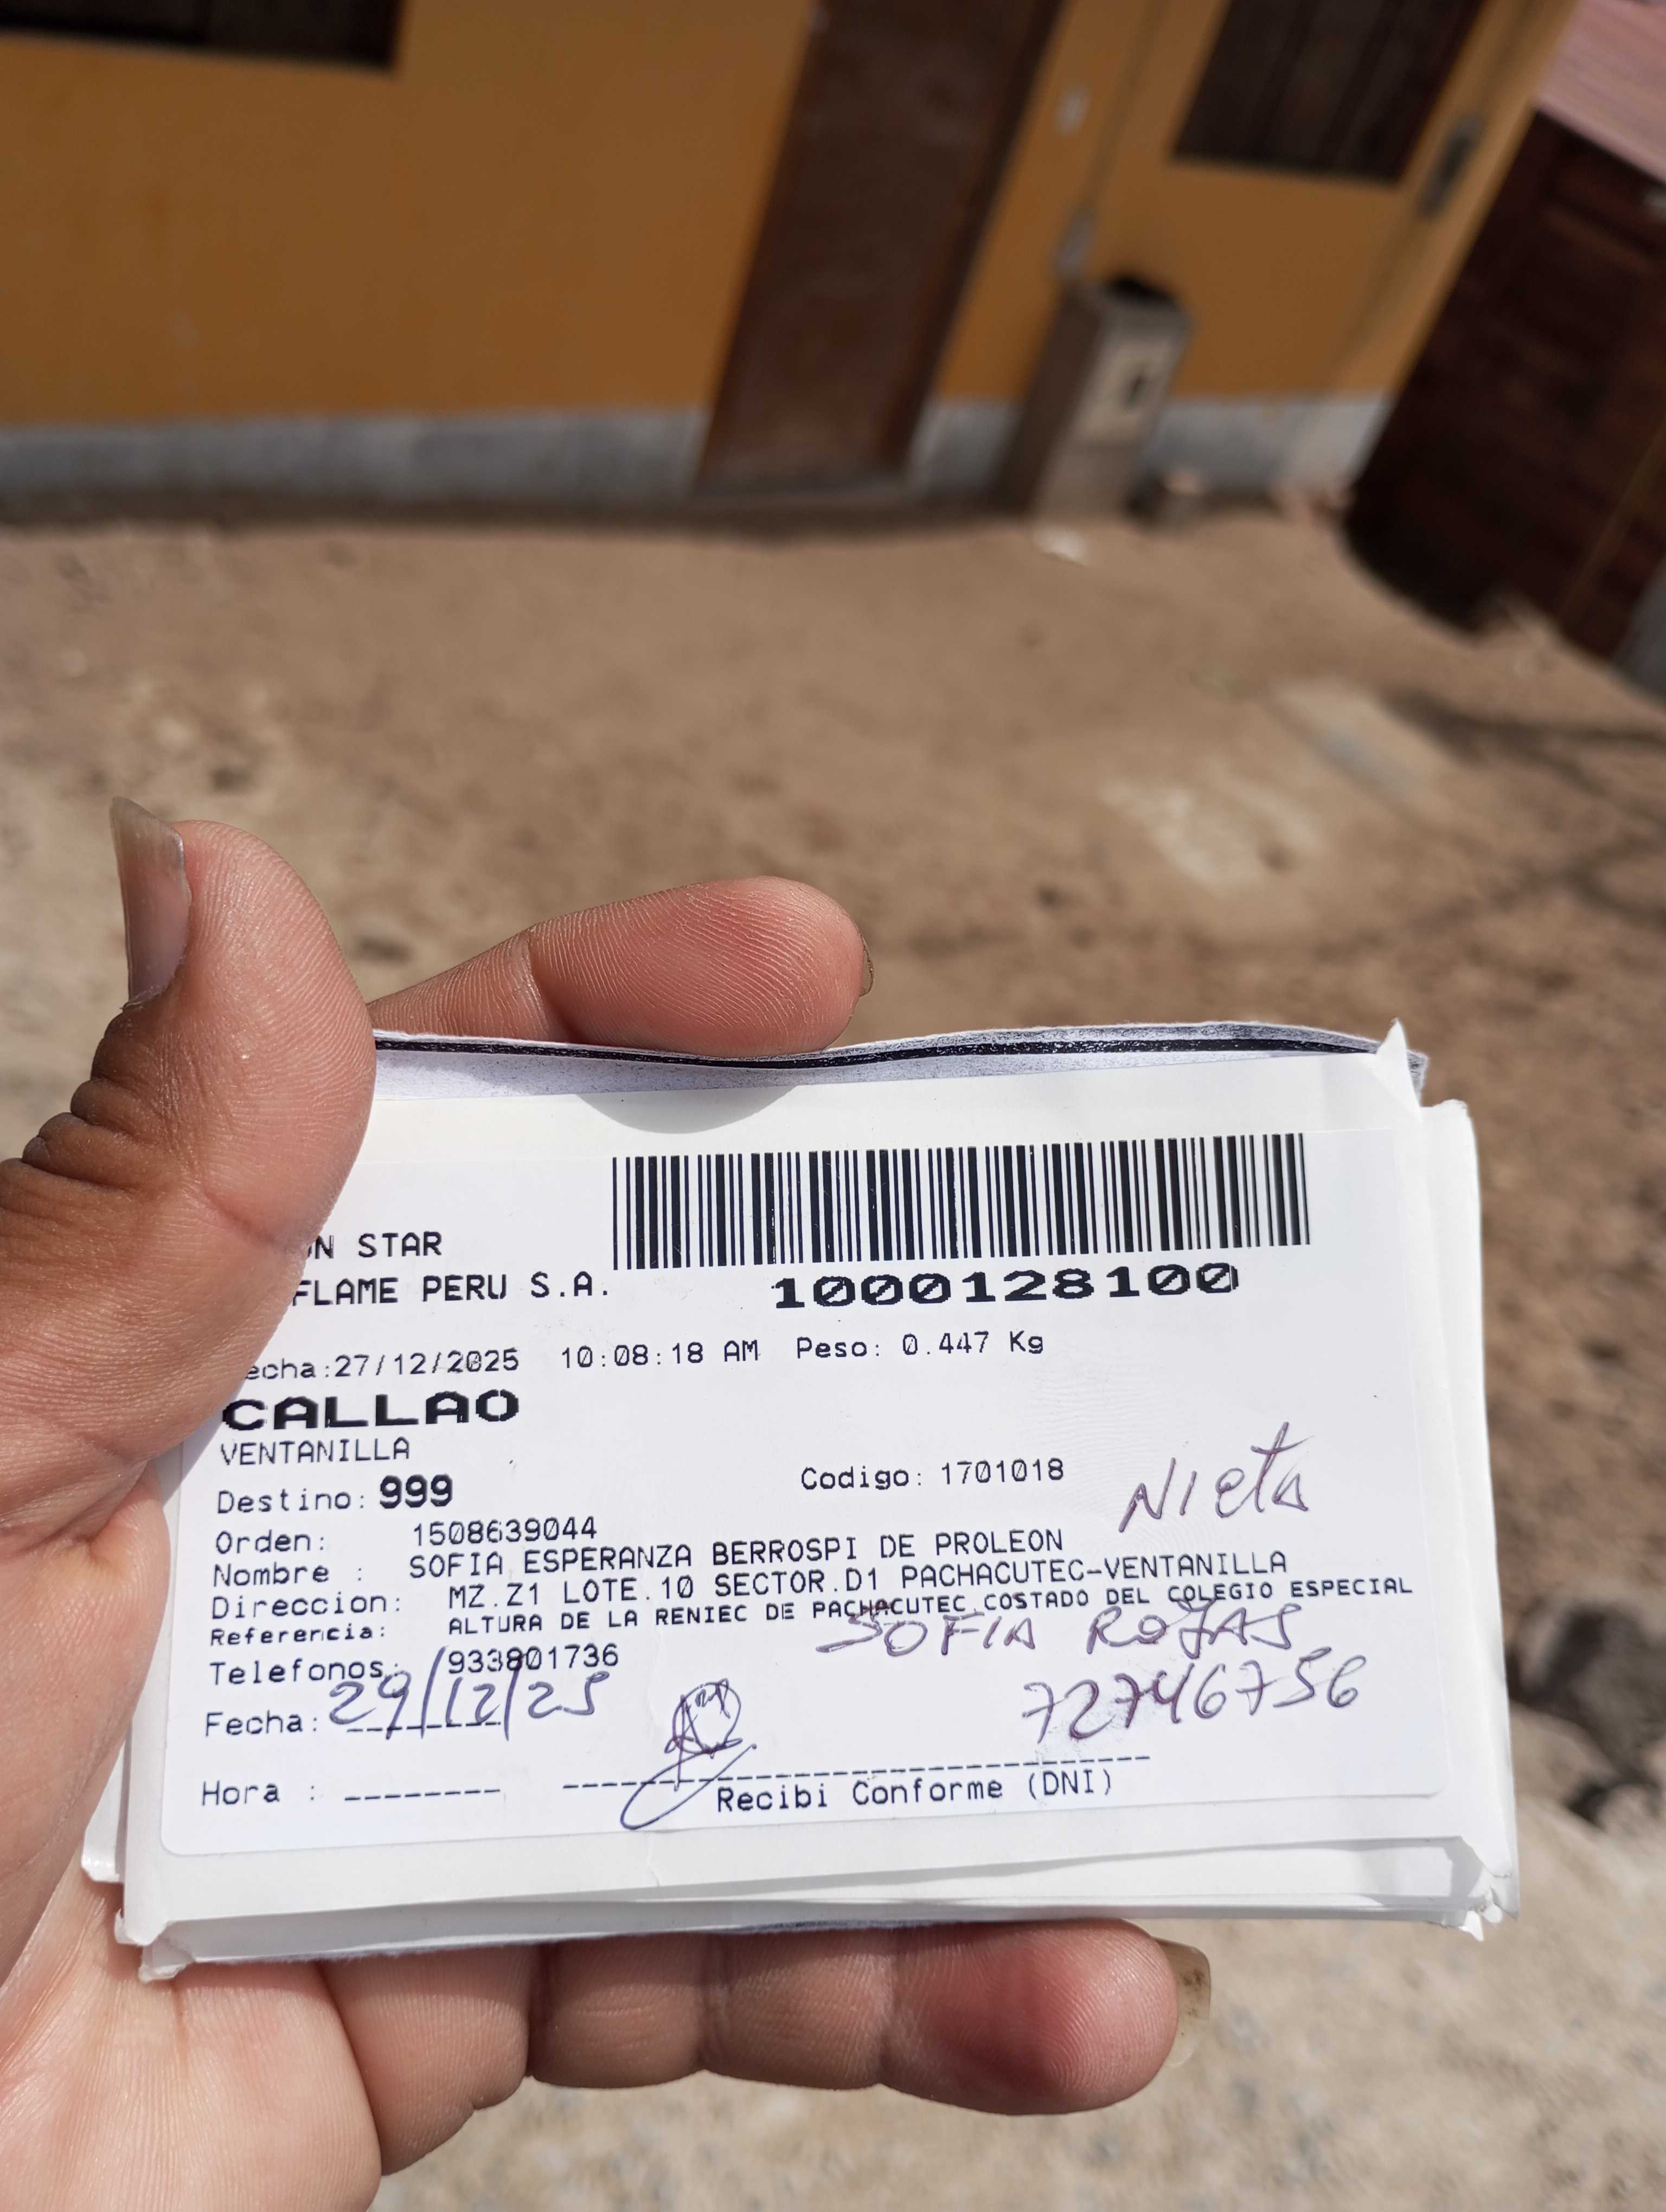 STAR
FLAME PERU S.A.
1000128100
echa:27/12/2025 10:08:18 AM Peso: 0.447 Kg
CALLAO
VENTANILLA
Destino: 999 Codigo: 1701018
Nieta
Orden: 1508639044
Nombre : SOFIA ESPERANZA BERROSPI DE PROLEON
Direccion: MZ.Z1 LOTE.10 SECTOR.D1 PACHACUTEC-VENTANILLA
Referencia: ALTURA DE LA RENIEC DE PACHACUTEC COSTADO DEL COLEGIO ESPECIAL
SOFIA ROJAS
Telefonos: /933801736
72746756
Fecha: 29/12/25
Hora :
Recibi Conforme (DNI)